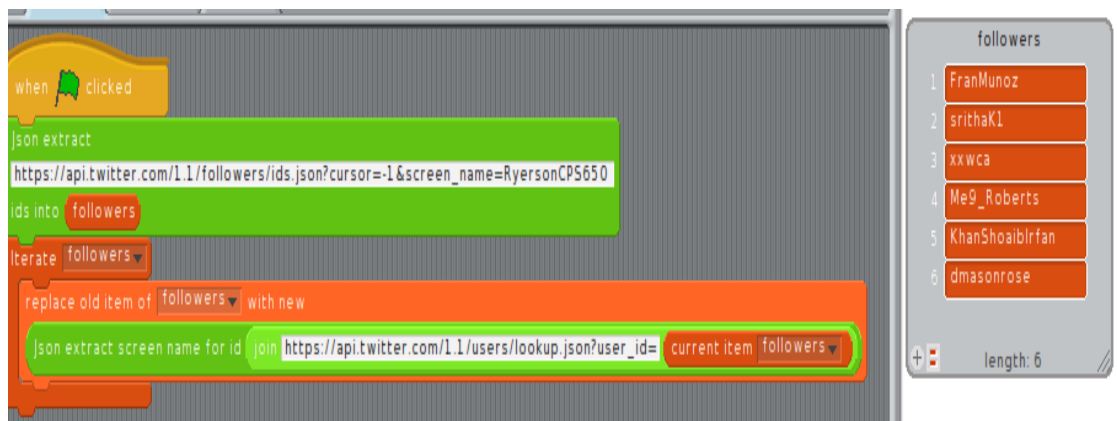 when clicked
Json extract
https://api.twitter.com/1.1/followers/ids.json?cursor=-1&screen_name=RyersonCPS650
ids into followers
Iterate followers
replace old item of followers with new
Json extract screen name for id join https://api.twitter.com/1.1/users/lookup.json?user_id= current item followers
followers
1 FranMunoz
2 srithaK1
3 xxwca
4 Me9_Roberts
5 KhanShoaibIrfan
6 dmasonrose
+ = length: 6